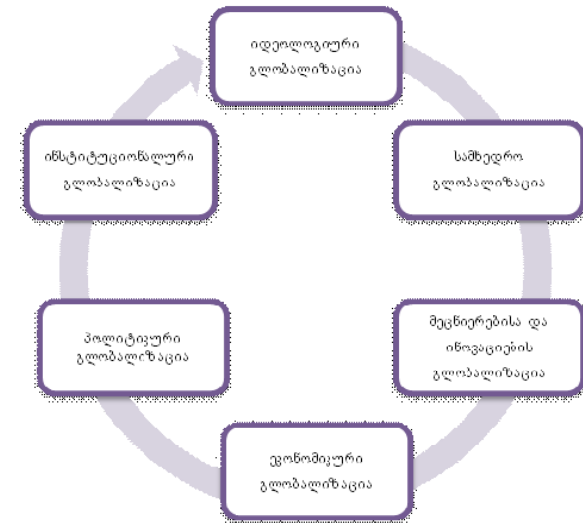 იდეოლოგიური
გლობალიზაცია
სამხედრო
გლობალიზაცია
მეცნიერებისა და
ინოვაციების
გლობალიზაცია
ეკონომიკური
გლობალიზაცია
პოლიტიკური
გლობალიზაცია
ინსტიტუციონალური
გლობალიზაცია